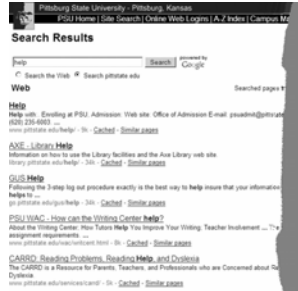 Pittsburg State University - Pittsburg, Kansas
PSU Home | Site Search | Online Web Logins | A-Z Index | Campus Ma
Search Results
help Search powered by Google
Search the Web Search pittstate edu
Web Searched pages
Help
Help with : Enrolling at PSU. Admission: Web site: Office of Admission E-mail: psuadmit@pittsta
(620) 235-6003 ...
www.pittstate.edu/help/ - 9k - Cached - Similar pages
AXE - Library Help
Information on how to use the Library facilities and the Axe Library web site.
library.pittstate.edu/help/ - 34k - Cached - Similar pages
GUS Help
Following the 3-step log out procedure exactly is the best way to help insure that your information
helps to ...
go.pittstate.edu/gus/help/ - 34k - Cached - Similar pages
PSU WAC - How can the Writing Center help?
About the Writing Center: How Tutors Help You Improve Your Writing: Teacher Involvement ... The
assignment requirements. ...
www.pittstate.edu/wac/writcent.html - 9k - Cached - Similar pages
CARRD: Reading Problems, Reading Help, and Dyslexia
The CARRD is a Resource for Parents, Teachers, and Professionals who are Concerned about Re
Dyslexia
www.pittstate.edu/services/carrd/ - 9k - Cached - Similar pages